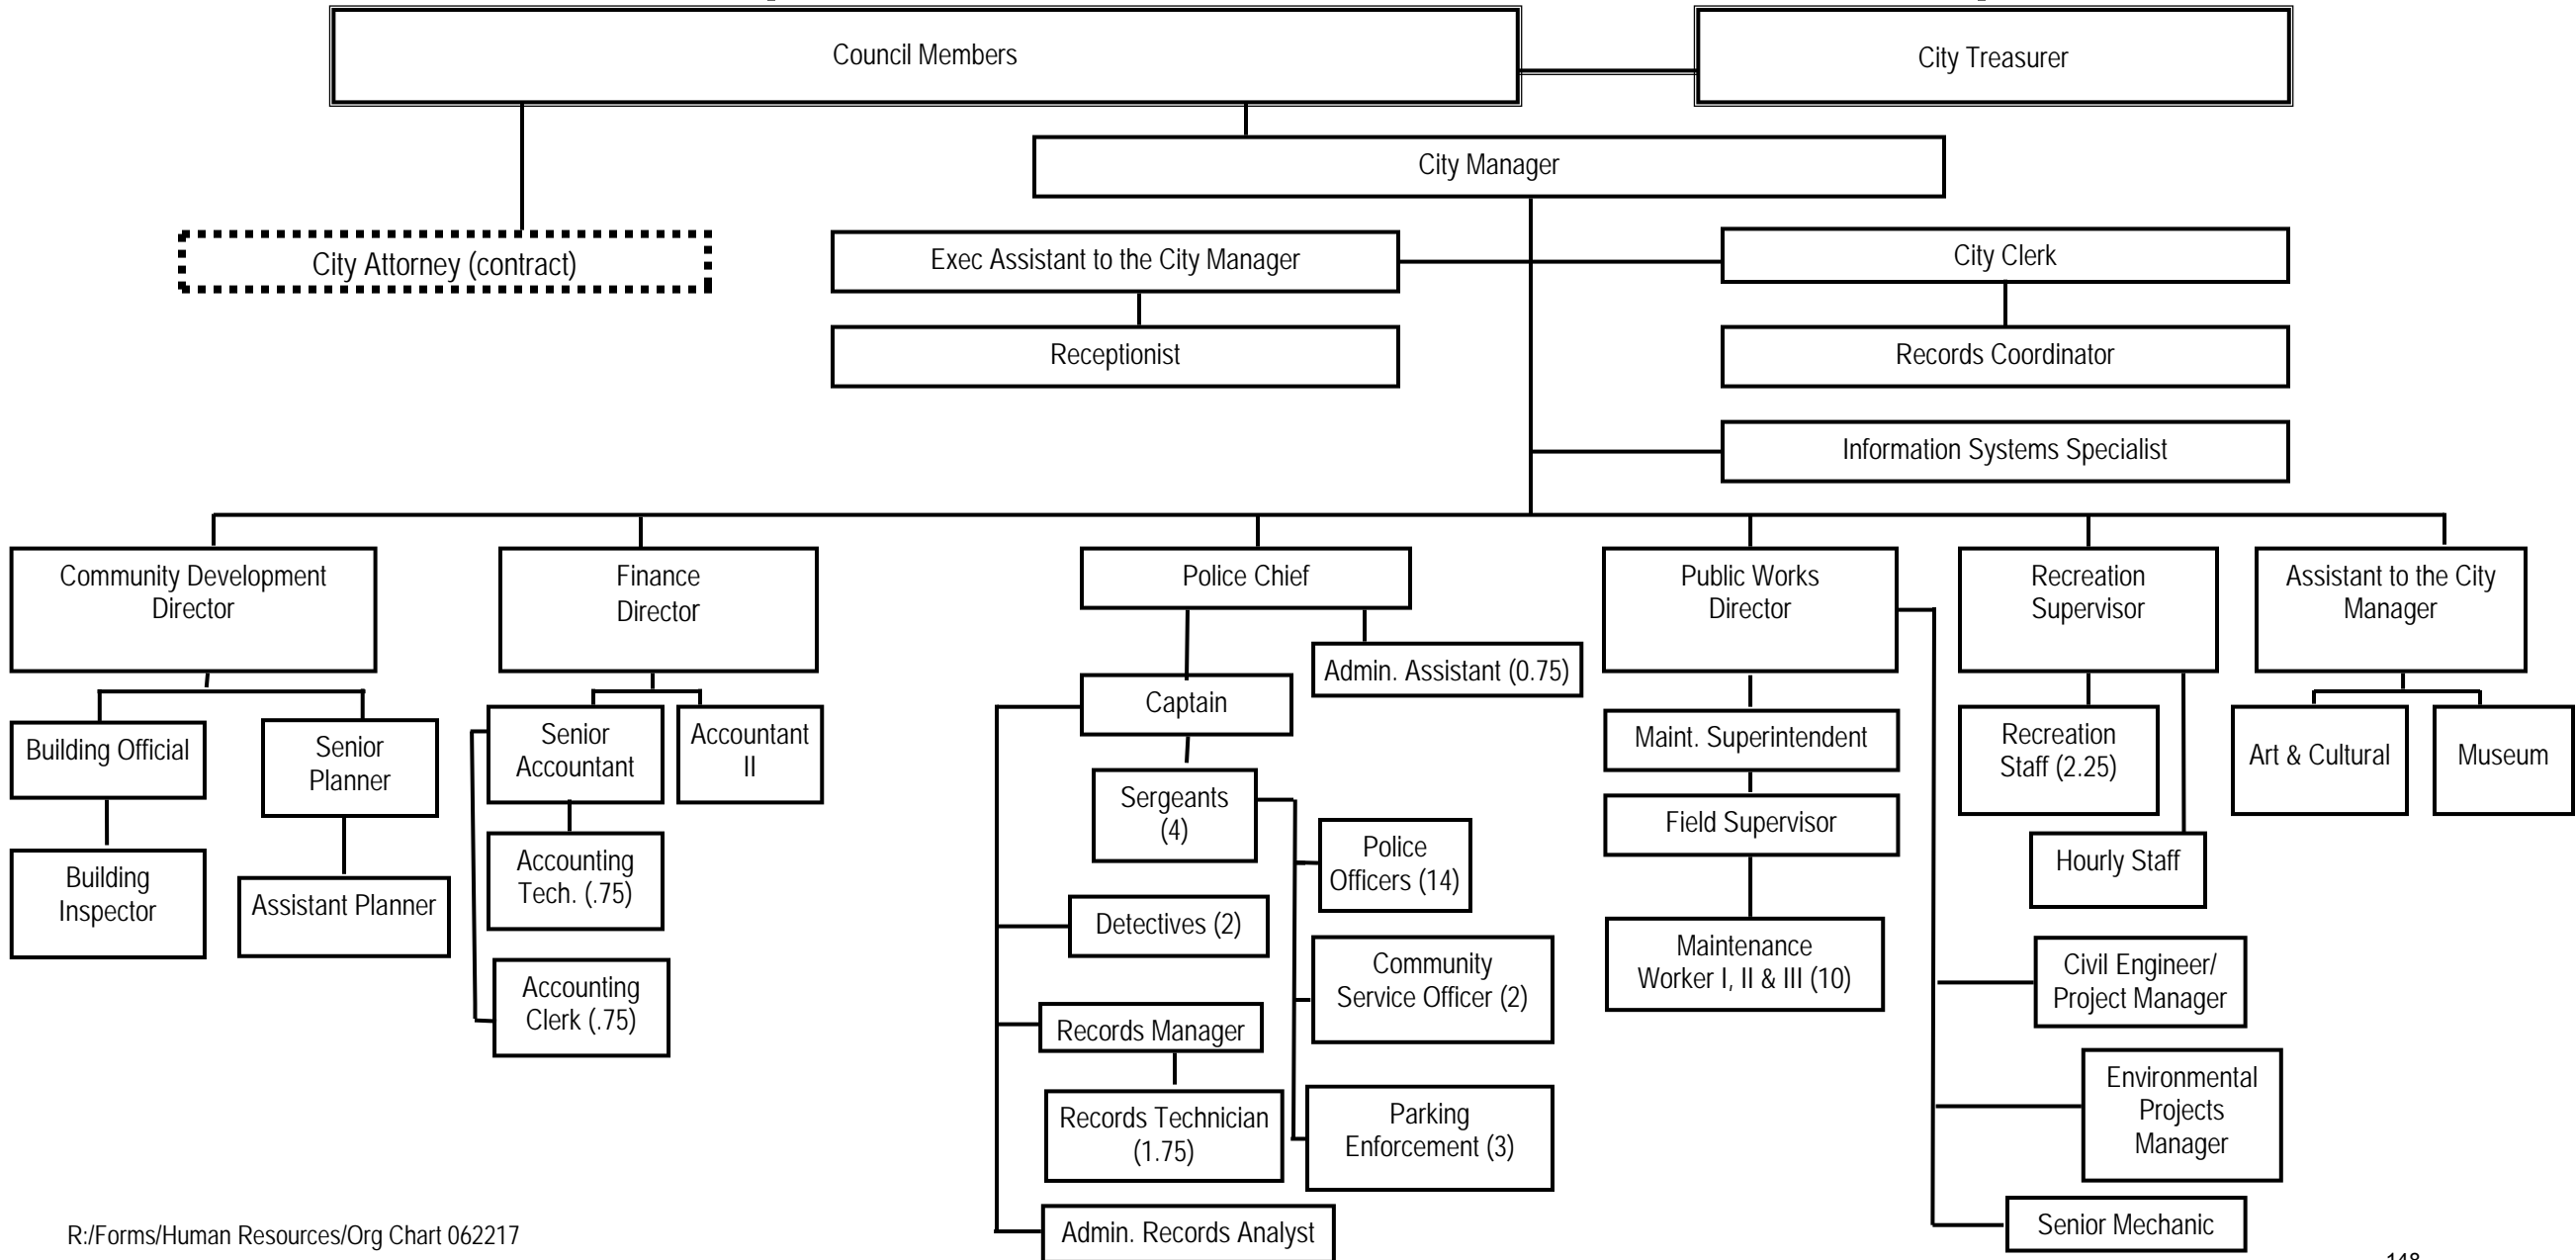 Council Members
City Treasurer
City Manager
City Attorney (contract)
Exec Assistant to the City Manager
City Clerk
Receptionist
Records Coordinator
Information Systems Specialist
Community Development
Director
Finance
Director
Police Chief
Public Works
Director
Recreation
Supervisor
Assistant to the City
Manager
Admin. Assistant (0.75)
Captain
Building Official
Senior
Planner
Senior
Accountant
Accountant
II
Maint. Superintendent
Recreation
Staff (2.25)
Art & Cultural
Museum
Sergeants
(4)
Police
Officers (14)
Field Supervisor
Hourly Staff
Building
Inspector
Assistant Planner
Accounting
Tech. (.75)
Detectives (2)
Community
Service Officer (2)
Maintenance
Worker I, II & III (10)
Civil Engineer/
Project Manager
Accounting
Clerk (.75)
Records Manager
Environmental
Projects
Manager
Records Technician
(1.75)
Parking
Enforcement (3)
Admin. Records Analyst
Senior Mechanic
R:/Forms/Human Resources/Org Chart 062217
148